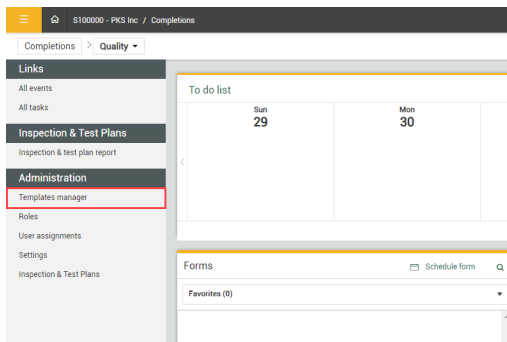 S100000 - PKS Inc / Completions
Completions > Quality
Links
All events
All tasks
Inspection & Test Plans
Inspection & test plan report
Administration
Templates manager
Roles
User assignments
Settings
Inspection & Test Plans
To do list
Sun Mon
29 30
Forms Schedule form
Favorites (0)